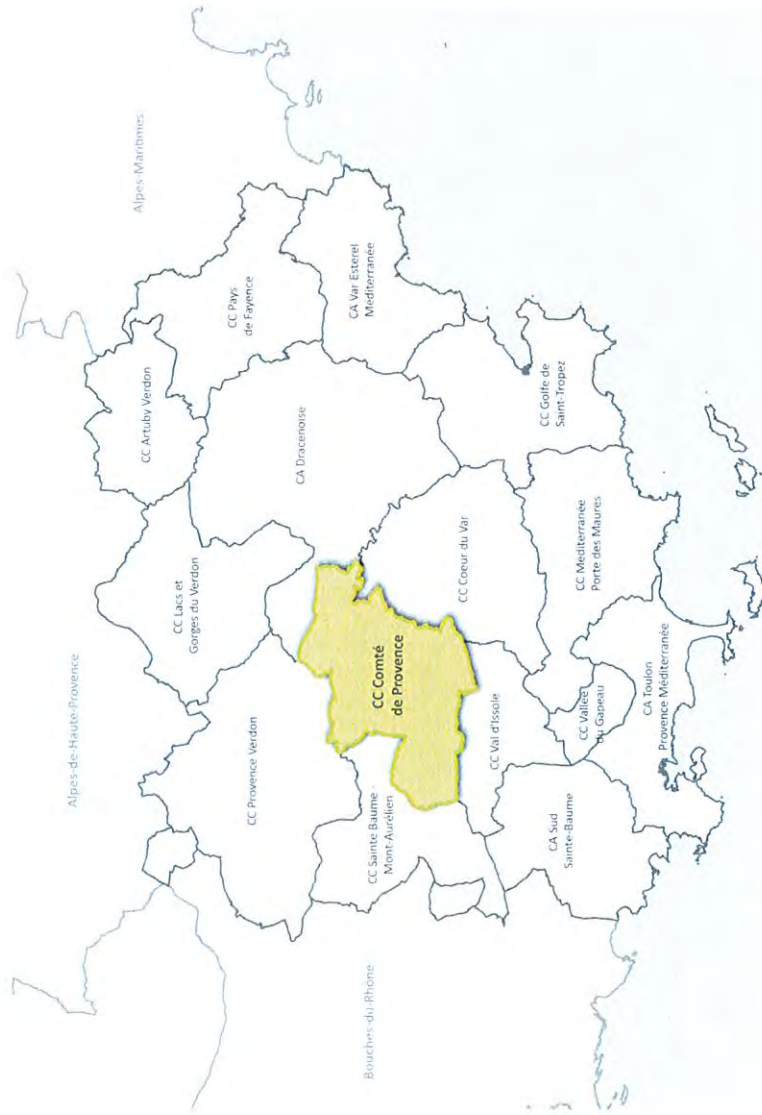 Alpes-de-Haute-Provence
Alpes-Maritimes
CC Artuby Verdon
CC Lacs et
Gorges du Verdon
CC Pays
de Fayence
CC Provence Verdon
CA Dracenoise
CA Var Esterel
Mediterranée
CC Comté
de Provence
CC Sainte Baume -
Mont-Aurélien
CC Coeur du Var
CC Golfe de
Saint-Tropez
Bouches-du-Rhône
CC Val d'Issole
CC Mediterranée
Porte des Maures
CC Vallée
du Gapeau
CA Sud
Sainte-Baume
CA Toulon
Provence Méditerranée